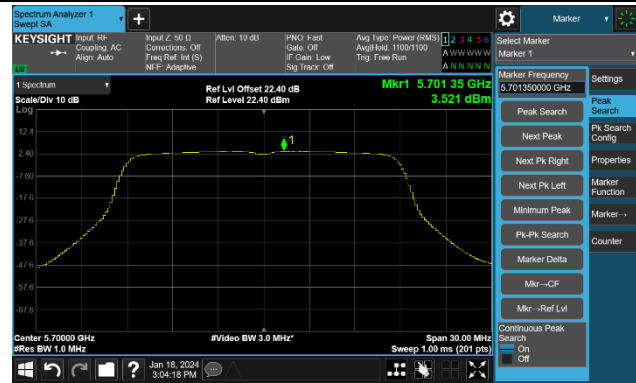 Spectrum Analyzer 1
Swept SA
Marker
KEYSIGHT
Input: RF
Coupling: AC
Align: Auto
Input Z: 50 Ω
Corrections: Off
Freq Ref: Int (S)
NFE: Adaptive
Atten: 10 dB
PNO: Fast
Gate: Off
IF Gain: Low
Sig Track: Off
Avg Type: Power (RMS)
Avg|Hold: 1100/1100
Trig: Free Run
1 2 3 4 5 6
A W W W W W
A N N N N N
LV
Select Marker
Marker 1
1 Spectrum
Scale/Div 10 dB
Ref Lvl Offset 22.40 dB
Ref Level 22.40 dBm
Mkr1 5.701 35 GHz
3.521 dBm
Log
12.4
2.40
-7.60
-17.6
-27.6
-37.6
-47.6
-57.6
-67.6
1
Center 5.70000 GHz
#Res BW 1.0 MHz
#Video BW 3.0 MHz*
Span 30.00 MHz
Sweep 1.00 ms (201 pts)
Marker Frequency
5.701350000 GHz
Peak Search
Next Peak
Next Pk Right
Next Pk Left
Minimum Peak
Pk-Pk Search
Marker Delta
Mkr→CF
Mkr→Ref Lvl
Continuous Peak
Search
On
Off
Settings
Peak
Search
Pk Search
Config
Properties
Marker
Function
Marker→
Counter
Jan 18, 2024
3:04:18 PM